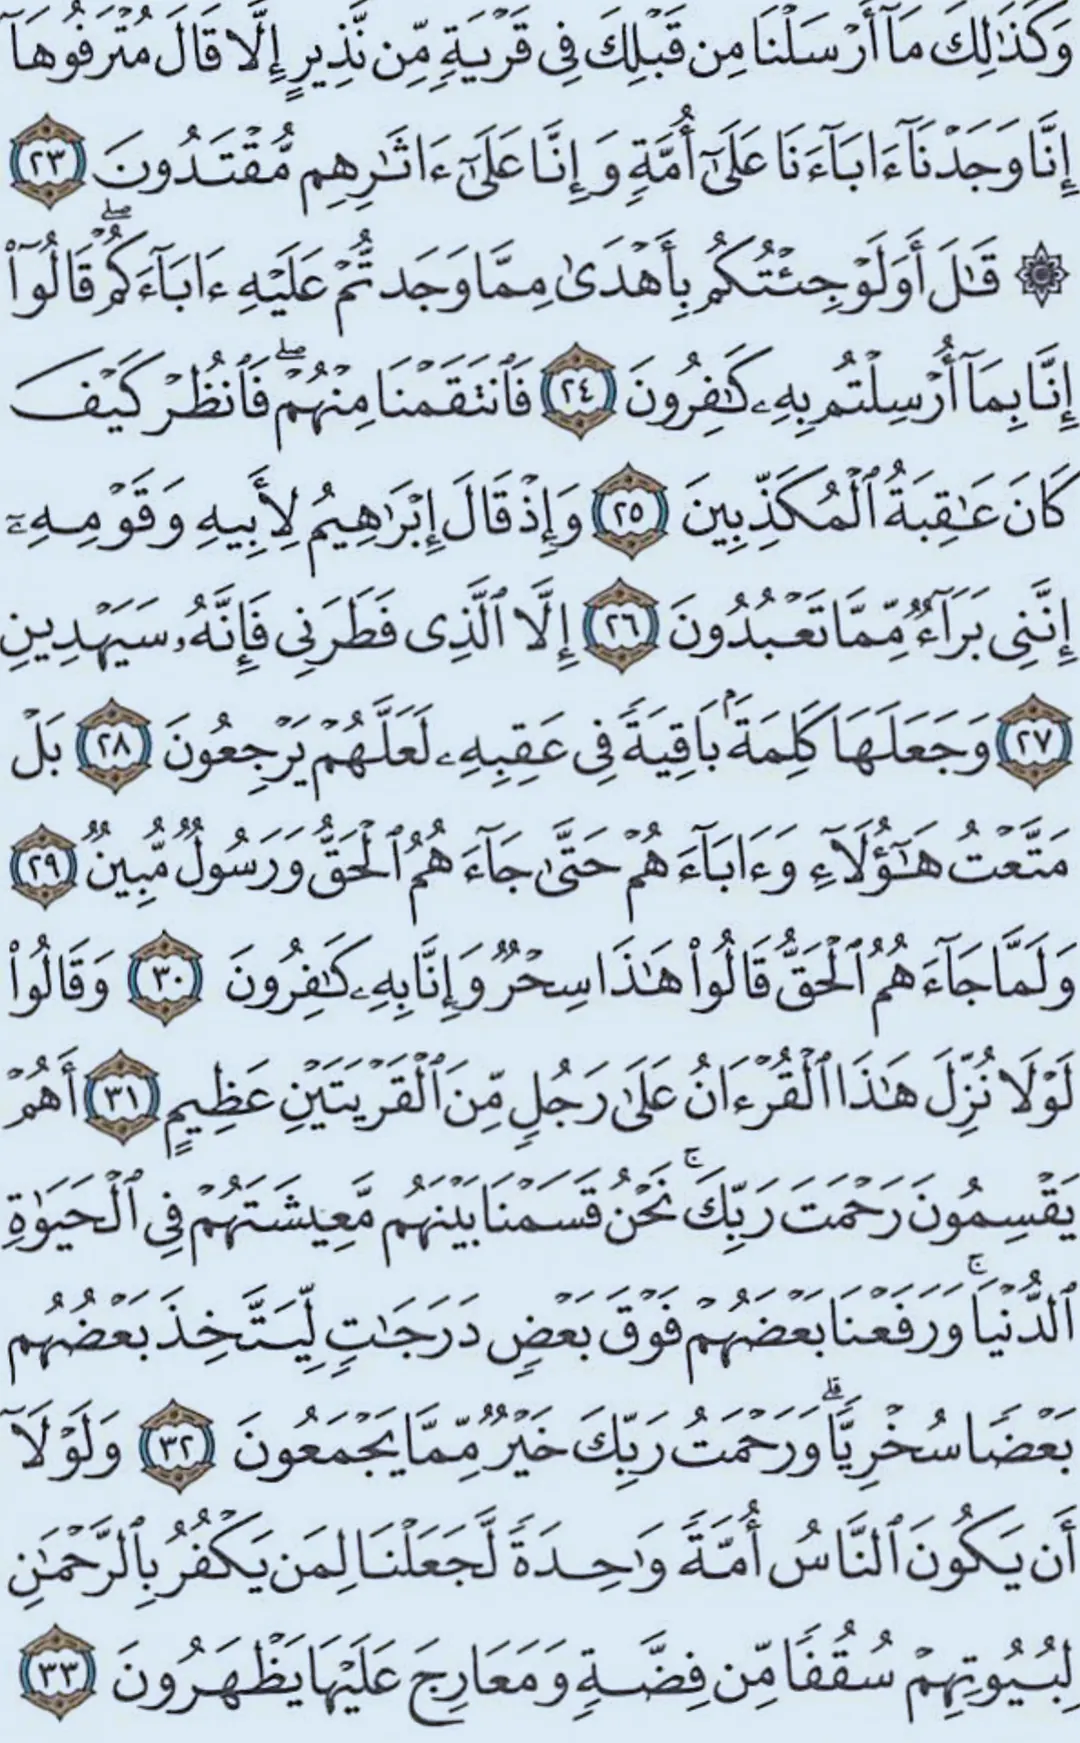 وَكَذَٰلِكَ مَآ أَرْسَلْنَا مِن قَبْلِكَ فِى قَرْيَةٍ مِّن نَّذِيرٍ إِلَّا قَالَ مُتْرَفُوهَآ
إِنَّا وَجَدْنَآ ءَابَآءَنَا عَلَىٰٓ أُمَّةٍ وَإِنَّا عَلَىٰٓ ءَاثَٰرِهِم مُّقْتَدُونَ ٢٣
۞ قَٰلَ أَوَلَوْ جِئْتُكُم بِأَهْدَىٰ مِمَّا وَجَدتُّمْ عَلَيْهِ ءَابَآءَكُمْۖ قَالُوٓا۟
إِنَّا بِمَآ أُرْسِلْتُم بِهِۦ كَٰفِرُونَ ٢٤ فَٱنتَقَمْنَا مِنْهُمْۖ فَٱنظُرْ كَيْفَ
كَانَ عَٰقِبَةُ ٱلْمُكَذِّبِينَ ٢٥ وَإِذْ قَالَ إِبْرَٰهِيمُ لِأَبِيهِ وَقَوْمِهِۦٓ
إِنَّنِى بَرَآءٌ مِّمَّا تَعْبُدُونَ ٢٦ إِلَّا ٱلَّذِى فَطَرَنِى فَإِنَّهُۥ سَيَهْدِينِ
٢٧ وَجَعَلَهَا كَلِمَةًۢ بَاقِيَةً فِى عَقِبِهِۦ لَعَلَّهُمْ يَرْجِعُونَ ٢٨ بَلْ
مَتَّعْتُ هَٰٓؤُلَآءِ وَءَابَآءَهُمْ حَتَّىٰ جَآءَهُمُ ٱلْحَقُّ وَرَسُولٌ مُّبِينٌ ٢٩
وَلَمَّا جَآءَهُمُ ٱلْحَقُّ قَالُوا۟ هَٰذَا سِحْرٌ وَإِنَّا بِهِۦ كَٰفِرُونَ ٣٠ وَقَالُوا۟
لَوْلَا نُزِّلَ هَٰذَا ٱلْقُرْءَانُ عَلَىٰ رَجُلٍ مِّنَ ٱلْقَرْيَتَيْنِ عَظِيمٍ ٣١ أَهُمْ
يَقْسِمُونَ رَحْمَتَ رَبِّكَۚ نَحْنُ قَسَمْنَا بَيْنَهُم مَّعِيشَتَهُمْ فِى ٱلْحَيَوٰةِ
ٱلدُّنْيَاۚ وَرَفَعْنَا بَعْضَهُمْ فَوْقَ بَعْضٍ دَرَجَٰتٍ لِّيَتَّخِذَ بَعْضُهُم
بَعْضًا سُخْرِيًّاۗ وَرَحْمَتُ رَبِّكَ خَيْرٌ مِّمَّا يَجْمَعُونَ ٣٢ وَلَوْلَآ
أَن يَكُونَ ٱلنَّاسُ أُمَّةً وَٰحِدَةً لَّجَعَلْنَا لِمَن يَكْفُرُ بِٱلرَّحْمَٰنِ
لِبُيُوتِهِمْ سُقُفًا مِّن فِضَّةٍ وَمَعَارِجَ عَلَيْهَا يَظْهَرُونَ ٣٣